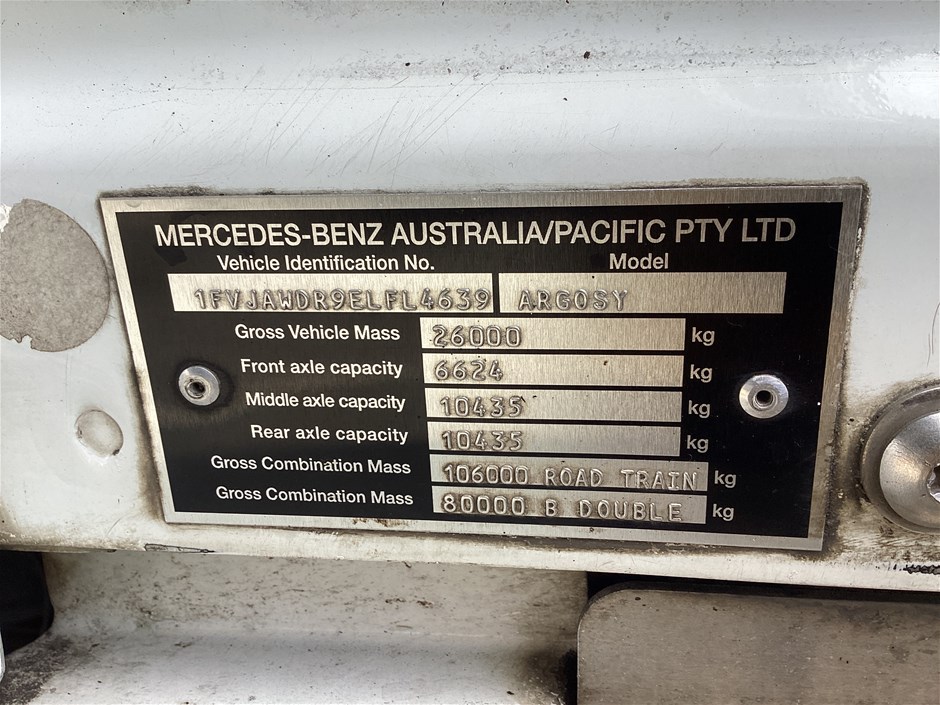 MERCEDES-BENZ AUSTRALIA/PACIFIC PTY LTD
Vehicle Identification No. Model
1FVJAWDR9ELFL4639 ARGOSY
Gross Vehicle Mass 26000 kg
Front axle capacity 6624 kg
Middle axle capacity 10435 kg
Rear axle capacity 10435 kg
Gross Combination Mass 106000 ROAD TRAIN kg
Gross Combination Mass 80000 B DOUBLE kg